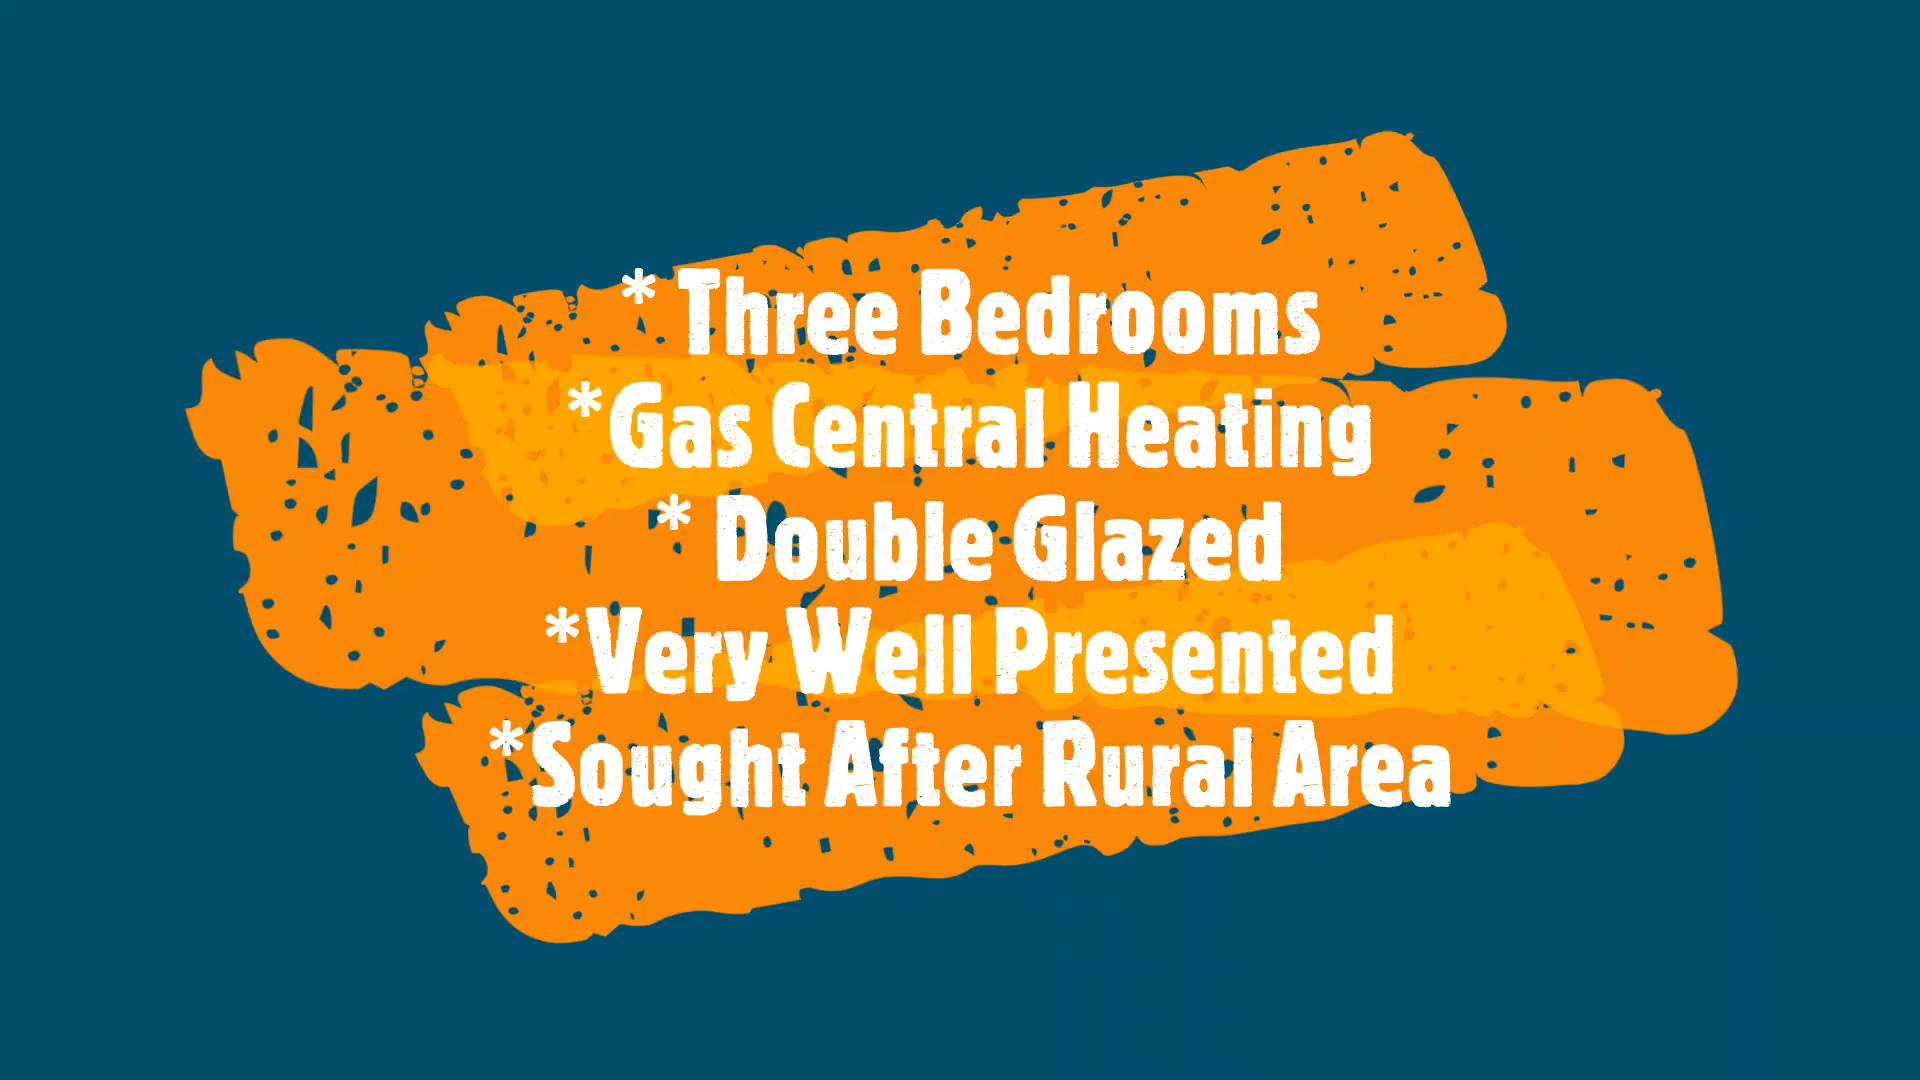 * Three Bedrooms
*Gas Central Heating
* Double Glazed
*Very Well Presented
*Sought After Rural Area